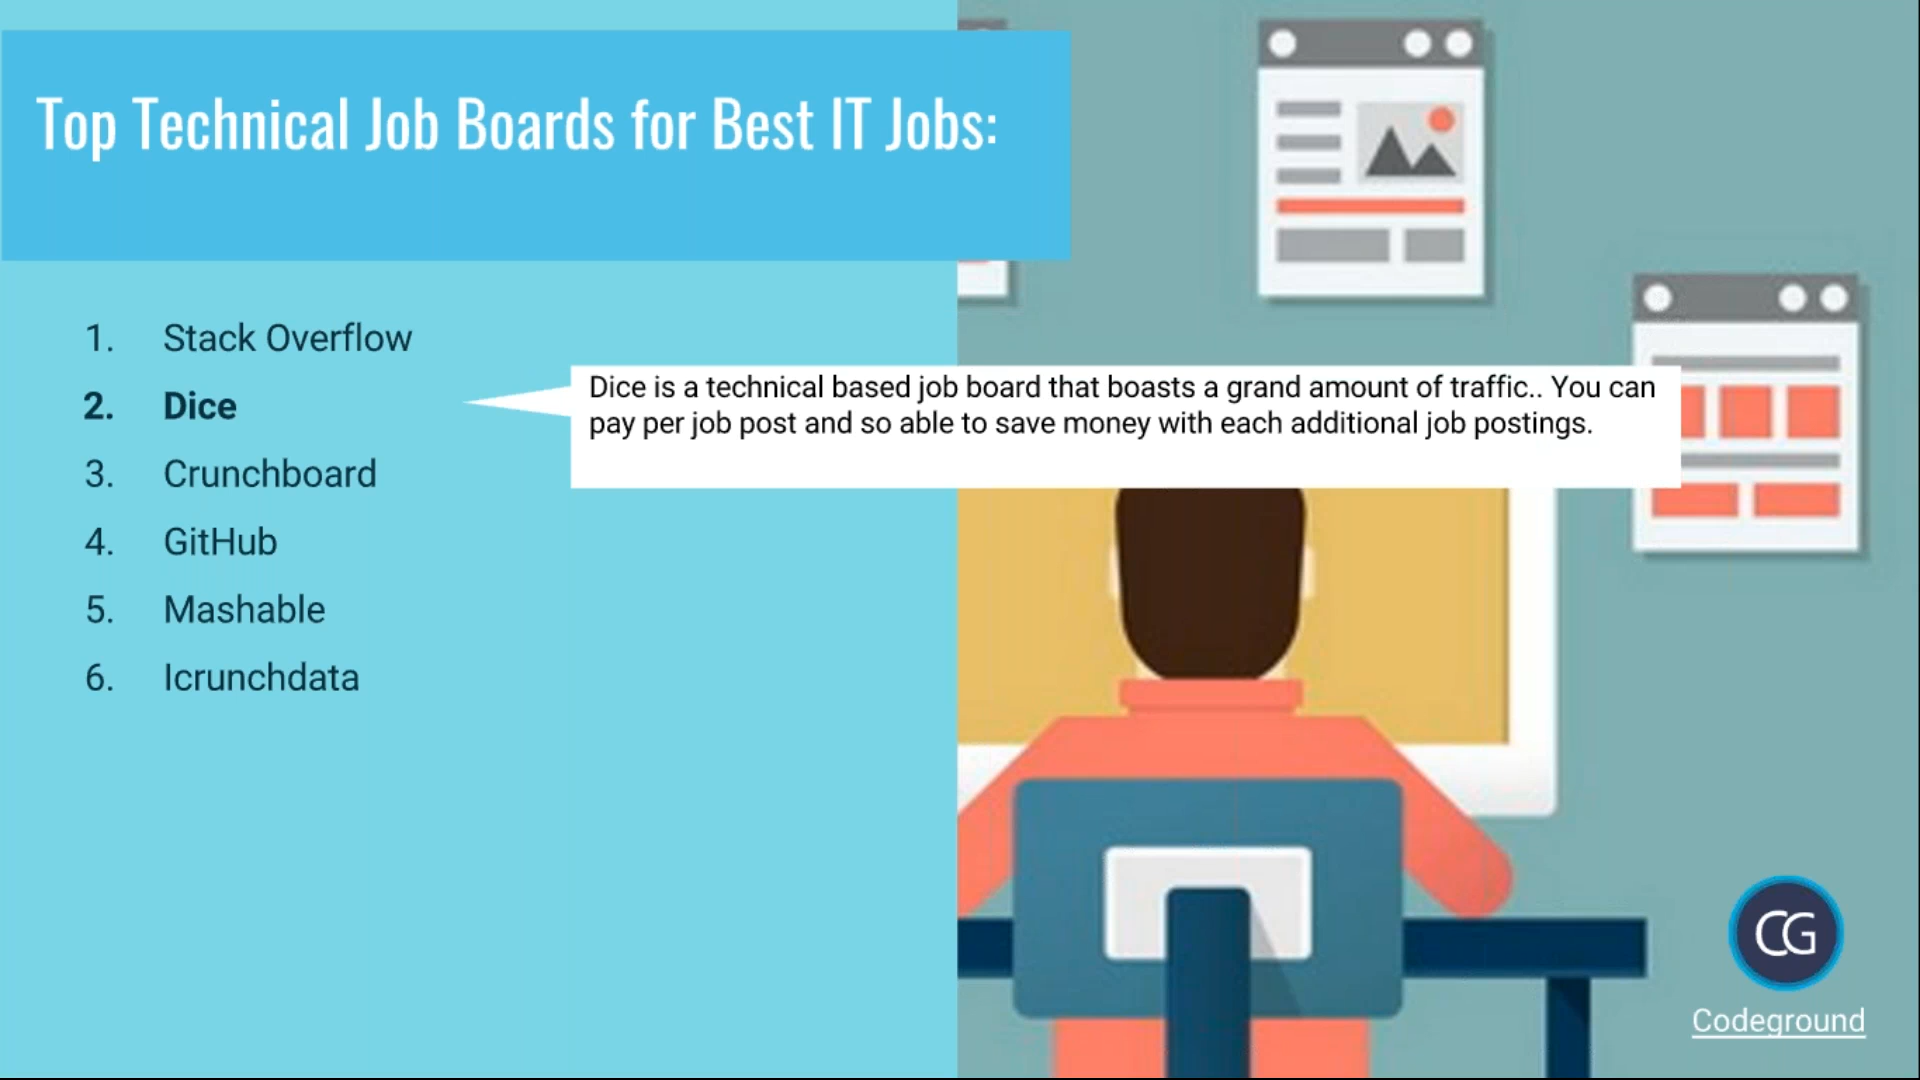 Top Technical Job Boards for Best IT Jobs:
1. Stack Overflow
2. Dice
Dice is a technical based job board that boasts a grand amount of traffic.. You can
pay per job post and so able to save money with each additional job postings.
3. Crunchboard
4. GitHub
5. Mashable
6. Icrunchdata
CG
Codeground